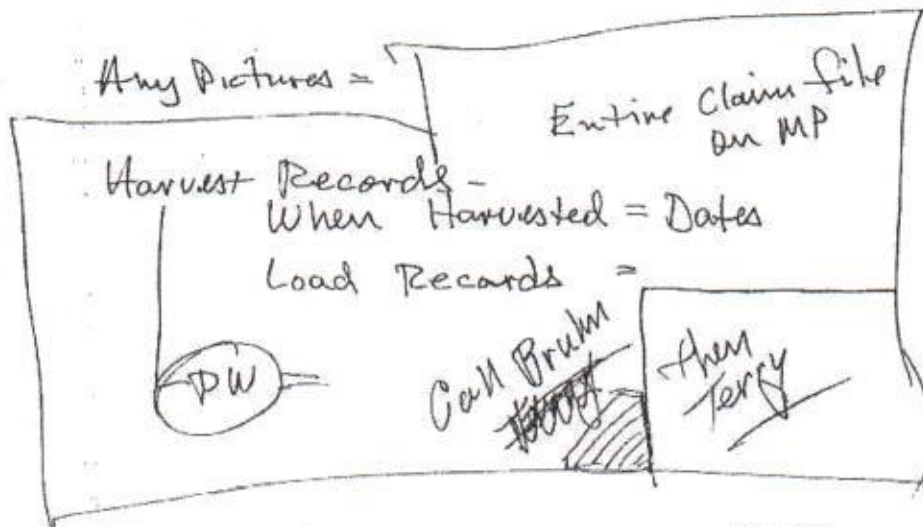 Any Pictures =
Entire Claim file
on MP
Harvest Records -
When Harvested = Dates
Load Records =
DW
Call Bruhn
then
Terry